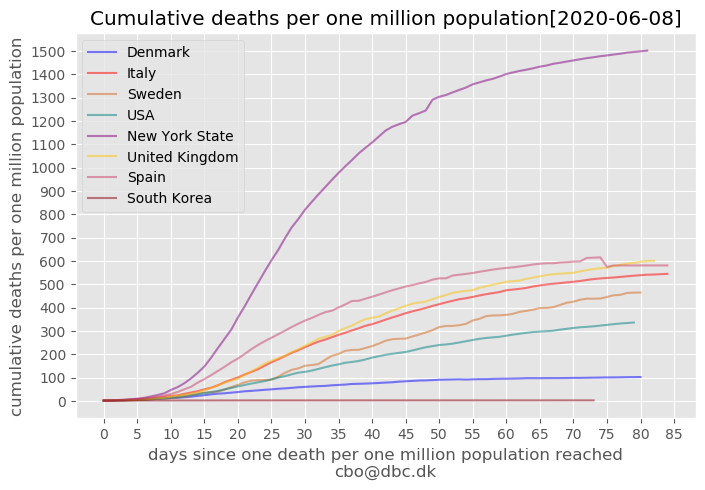 Cumulative deaths per one million population[2020-06-08]
cumulative deaths per one million population
1500
1400
1300
1200
1100
1000
900
800
700
600
500
400
300
200
100
0
Denmark
Italy
Sweden
USA
New York State
United Kingdom
Spain
South Korea
0 5 10 15 20 25 30 35 40 45 50 55 60 65 70 75 80 85
days since one death per one million population reached
cbo@dbc.dk